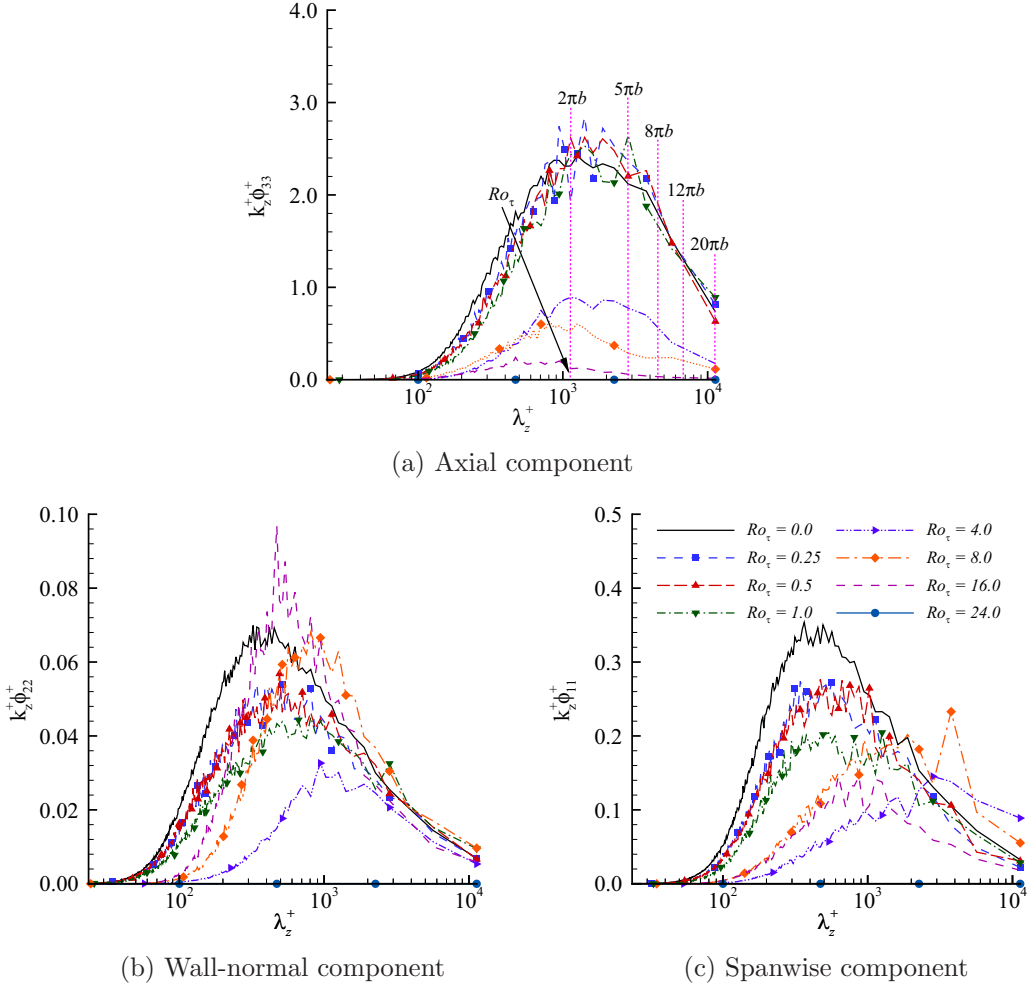 4.0
3.0
2.0
1.0
0.0
k_z^+ϕ_33^+
2πb
5πb
8πb
12πb
20πb
Ro_τ
10^2
10^3
10^4
λ_z^+
(a) Axial component
0.10
0.08
0.06
0.04
0.02
0.00
k_z^+ϕ_22^+
10^2
10^3
10^4
λ_z^+
(b) Wall-normal component
0.5
0.4
0.3
0.2
0.1
0.0
k_z^+ϕ_11^+
Ro_τ = 0.0
Ro_τ = 0.25
Ro_τ = 0.5
Ro_τ = 1.0
Ro_τ = 4.0
Ro_τ = 8.0
Ro_τ = 16.0
Ro_τ = 24.0
10^2
10^3
10^4
λ_z^+
(c) Spanwise component